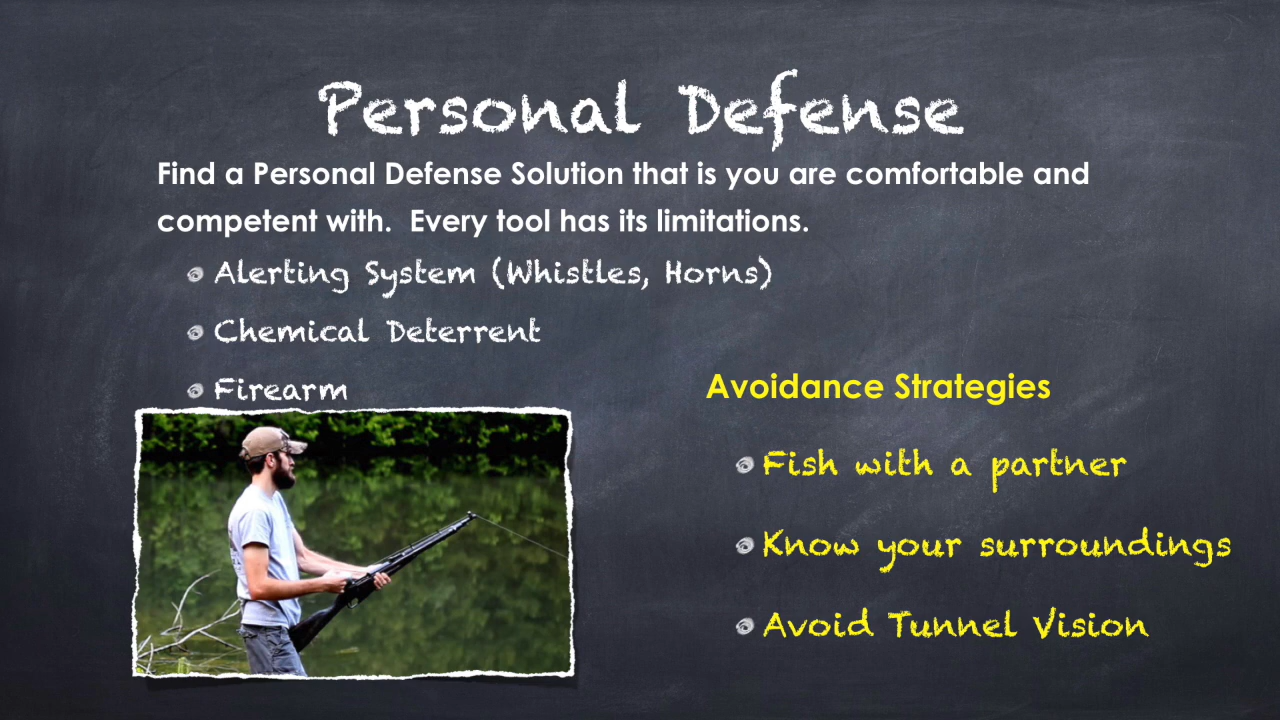 Personal Defense
Find a Personal Defense Solution that is you are comfortable and
competent with.  Every tool has its limitations.
Alerting System (Whistles, Horns)
Chemical Deterrent
Firearm
Avoidance Strategies
Fish with a partner
Know your surroundings
Avoid Tunnel Vision